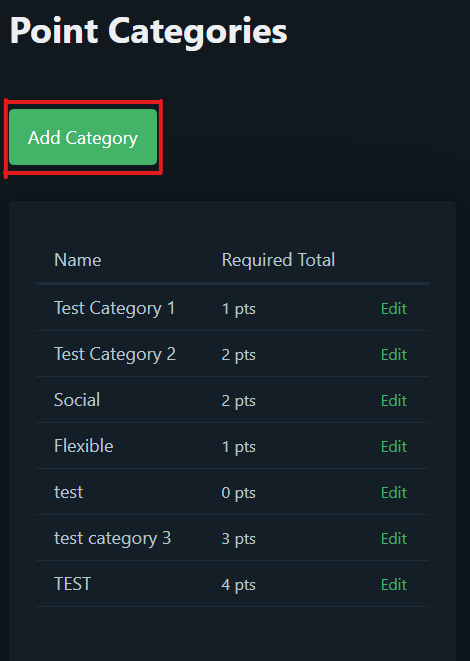 Point Categories
Add Category
Name Required Total
Test Category 1 1 pts Edit
Test Category 2 2 pts Edit
Social 2 pts Edit
Flexible 1 pts Edit
test 0 pts Edit
test category 3 3 pts Edit
TEST 4 pts Edit